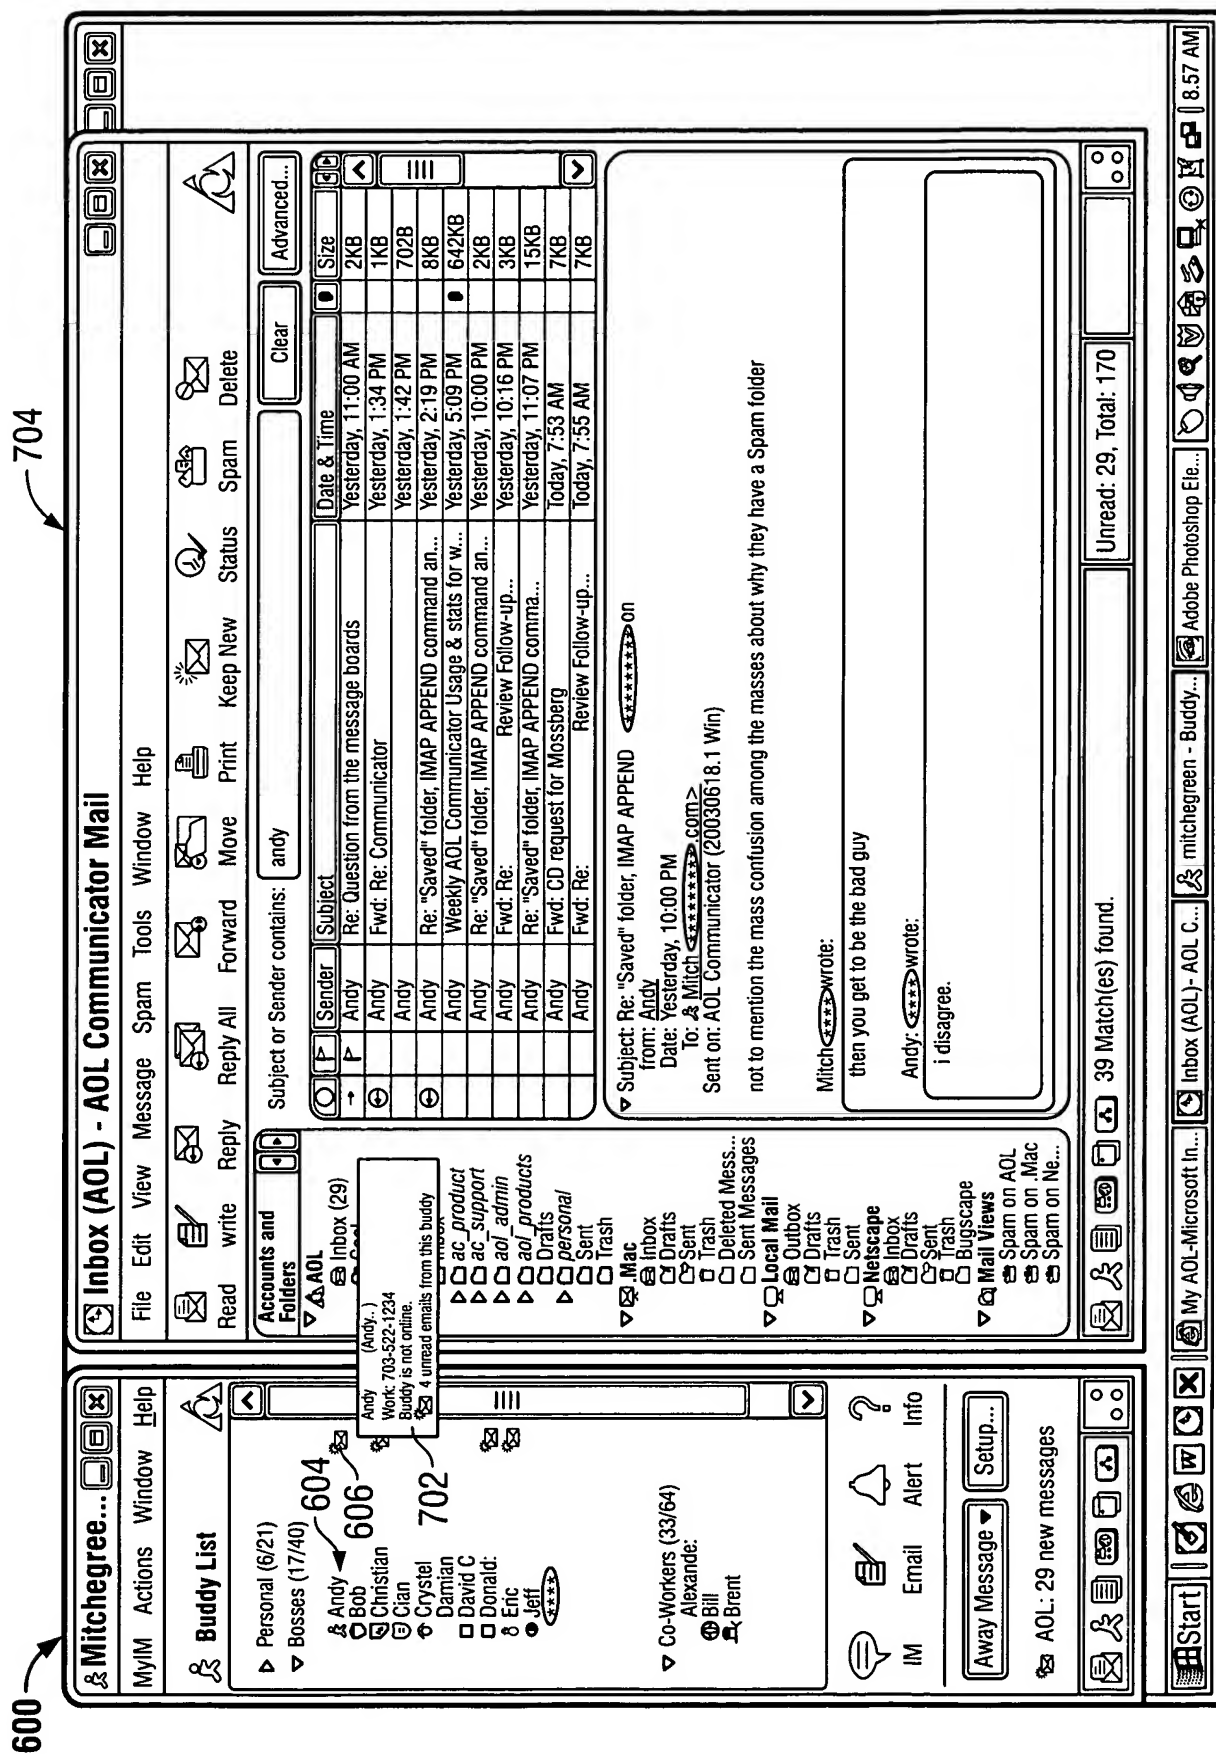 600
704
Mitchegree...
MyIM Actions Window Help
Buddy List
Personal (6/21)
Bosses (17/40)
604
Andy
606
Bob
Christian
Cian
702
Crystel
Damian
David C
Donald:
Eric
Jeff
****
Co-Workers (33/64)
Alexande:
Bill
Brent
IM Email Alert Info
Away Message Setup...
AOL: 29 new messages
Andy (Andy.. )
Work: 703-522-1234
Buddy is not online.
4 unread emails from this buddy
Inbox (AOL) - AOL Communicator Mail
File Edit View Message Spam Tools Window Help
Read write Reply Reply All Forward Move Print Keep New Status Spam Delete
Accounts and
Folders
AOL
Inbox (29)
ac_product
ac_support
aol_admin
aol_products
Drafts
personal
Sent
Trash
.Mac
Inbox
Drafts
Sent
Trash
Deleted Mess...
Sent Messages
Local Mail
Outbox
Drafts
Trash
Sent
Netscape
Inbox
Drafts
Sent
Trash
Bugscape
Mail Views
Spam on AOL
Spam on .Mac
Spam on Ne...
Subject or Sender contains: andy Clear Advanced...
Sender Subject Date & Time Size
Andy Re: Question from the message boards Yesterday, 11:00 AM 2KB
Andy Fwd: Re: Communicator Yesterday, 1:34 PM 1KB
Andy Yesterday, 1:42 PM 702B
Andy Re: "Saved" folder, IMAP APPEND command an... Yesterday, 2:19 PM 8KB
Andy Weekly AOL Communicator Usage & stats for w... Yesterday, 5:09 PM 642KB
Andy Re: "Saved" folder, IMAP APPEND command an... Yesterday, 10:00 PM 2KB
Andy Fwd: Re: Review Follow-up... Yesterday, 10:16 PM 3KB
Andy Re: "Saved" folder, IMAP APPEND comma... Yesterday, 11:07 PM 15KB
Andy Fwd: CD request for Mossberg Today, 7:53 AM 7KB
Andy Fwd: Re: Review Follow-up... Today, 7:55 AM 7KB
Subject: Re: "Saved" folder, IMAP APPEND ********* on
from: Andy
Date: Yesterday, 10:00 PM
To: Mitch *********.com>
Sent on: AOL Communicator (20030618.1 Win)
not to mention the mass confusion among the masses about why they have a Spam folder
Mitch **** wrote:
then you get to be the bad guy
Andy: **** wrote:
i disagree.
39 Match(es) found. Unread: 29, Total: 170
Start W My AOL-Microsoft In... Inbox (AOL)- AOL C... mitchegreen - Buddy... Adobe Photoshop Ele... 8.57 AM